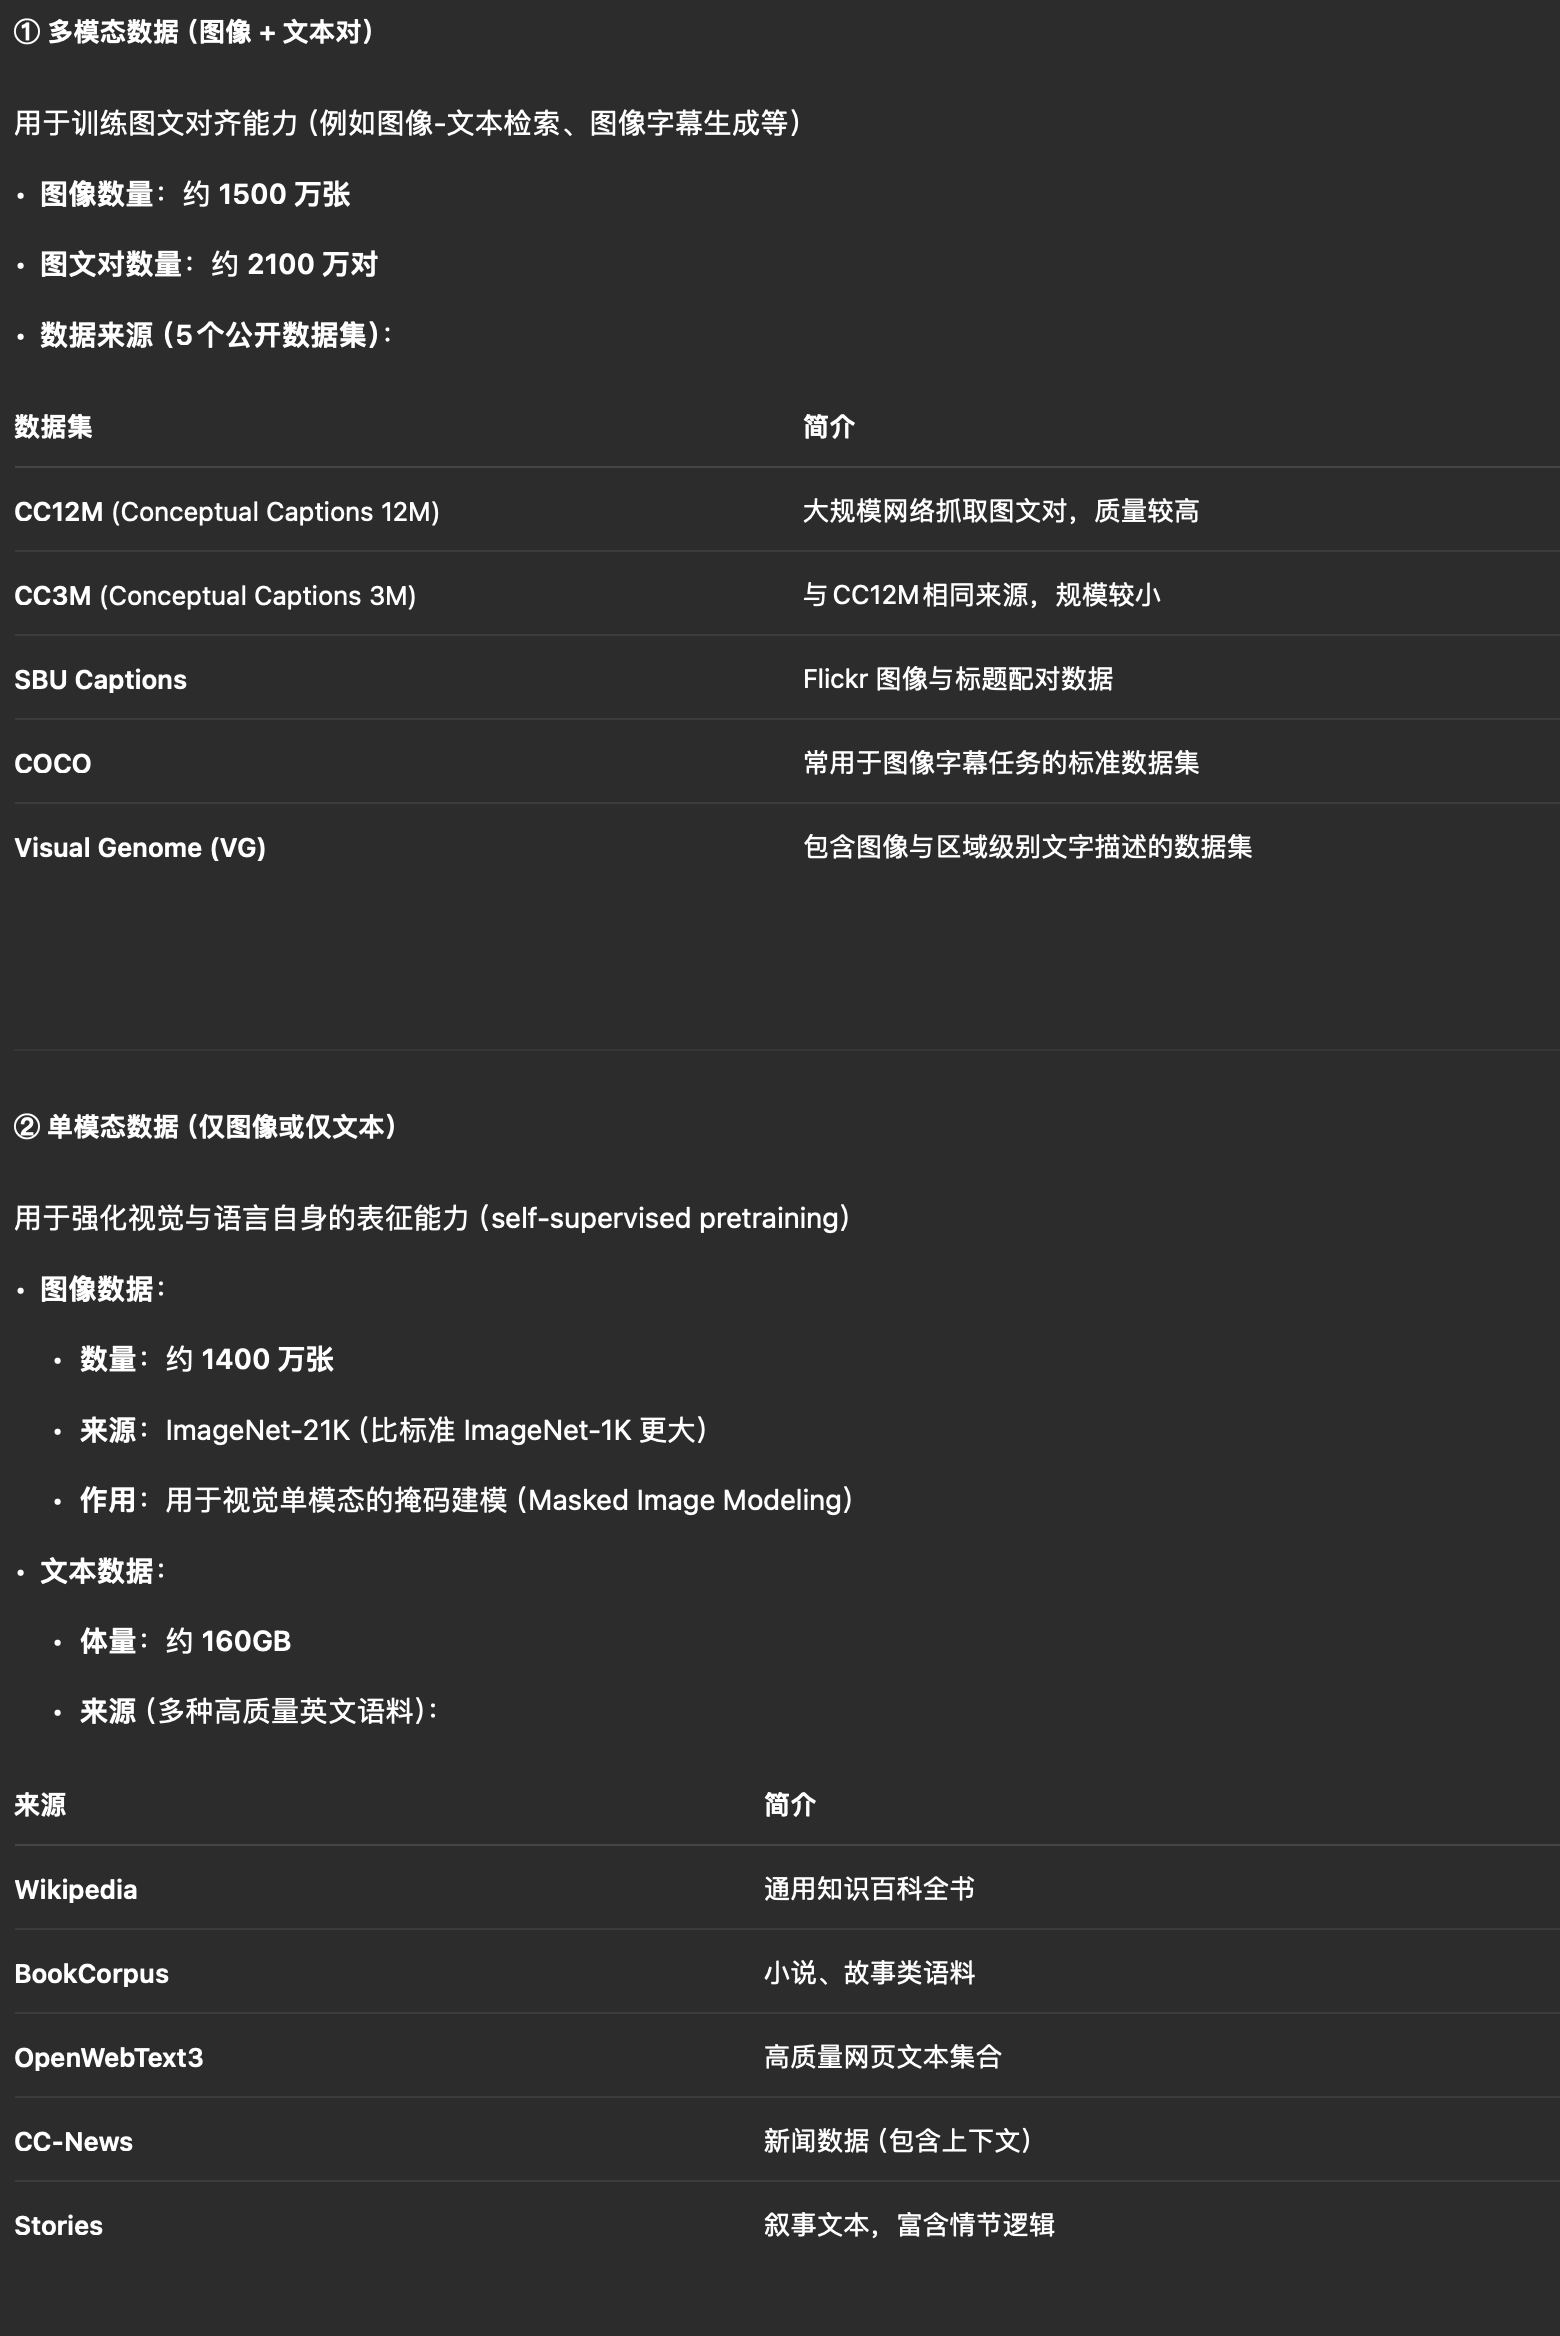 ① 多模态数据（图像 + 文本对）
用于训练图文对齐能力（例如图像-文本检索、图像字幕生成等）
• 图像数量：约 1500 万张
• 图文对数量：约 2100 万对
• 数据来源（5个公开数据集）：
数据集 简介
CC12M (Conceptual Captions 12M) 大规模网络抓取图文对，质量较高
CC3M (Conceptual Captions 3M) 与CC12M相同来源，规模较小
SBU Captions Flickr 图像与标题配对数据
COCO 常用于图像字幕任务的标准数据集
Visual Genome (VG) 包含图像与区域级别文字描述的数据集
② 单模态数据（仅图像或仅文本）
用于强化视觉与语言自身的表征能力（self-supervised pretraining）
• 图像数据：
• 数量：约 1400 万张
• 来源：ImageNet-21K（比标准 ImageNet-1K 更大）
• 作用：用于视觉单模态的掩码建模（Masked Image Modeling）
• 文本数据：
• 体量：约 160GB
• 来源（多种高质量英文语料）：
来源 简介
Wikipedia 通用知识百科全书
BookCorpus 小说、故事类语料
OpenWebText3 高质量网页文本集合
CC-News 新闻数据（包含上下文）
Stories 叙事文本，富含情节逻辑